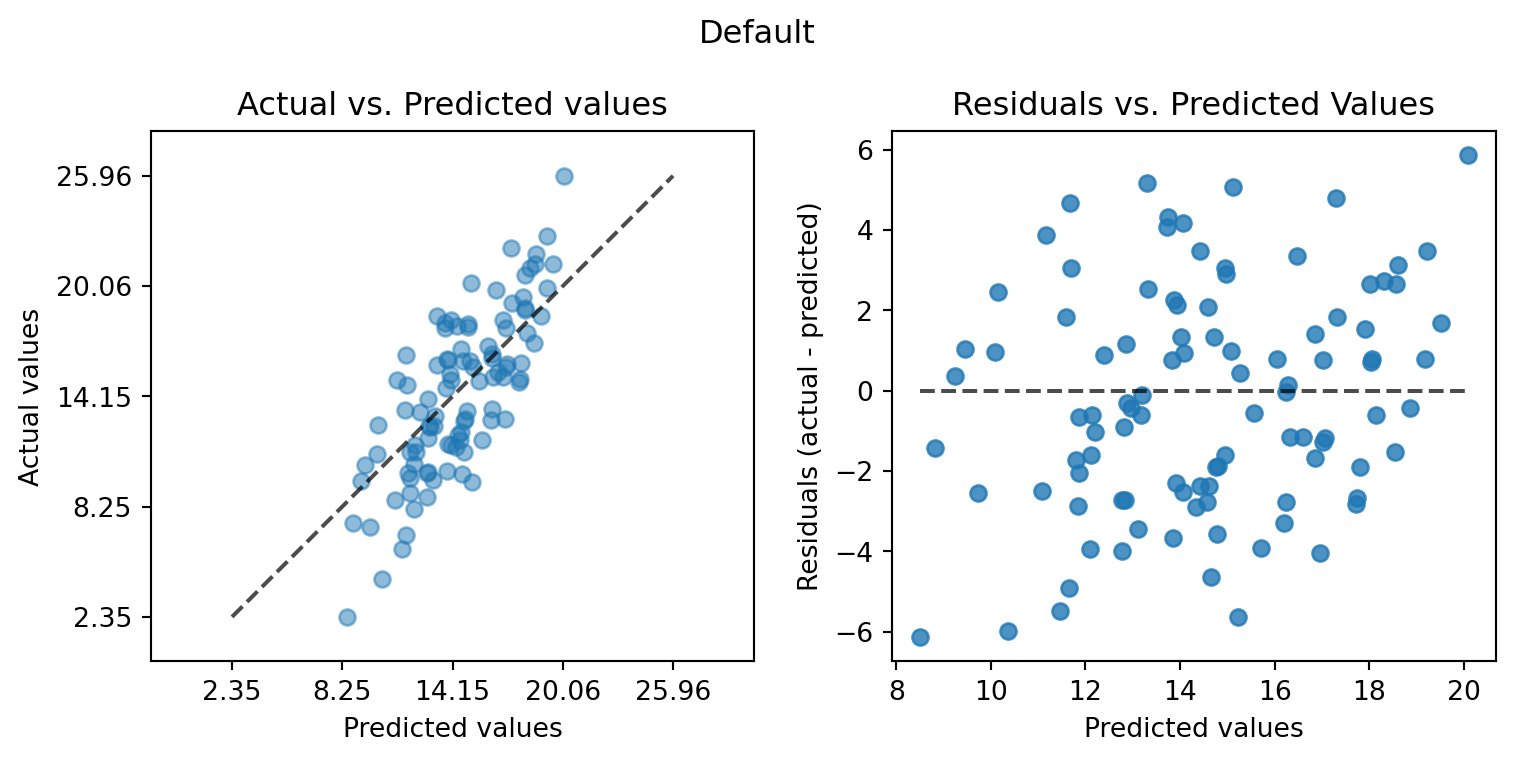 Default
Actual vs. Predicted values
Actual values
25.96
20.06
14.15
8.25
2.35
2.35 8.25 14.15 20.06 25.96
Predicted values
Residuals vs. Predicted Values
Residuals (actual - predicted)
6
4
2
0
−2
−4
−6
8 10 12 14 16 18 20
Predicted values